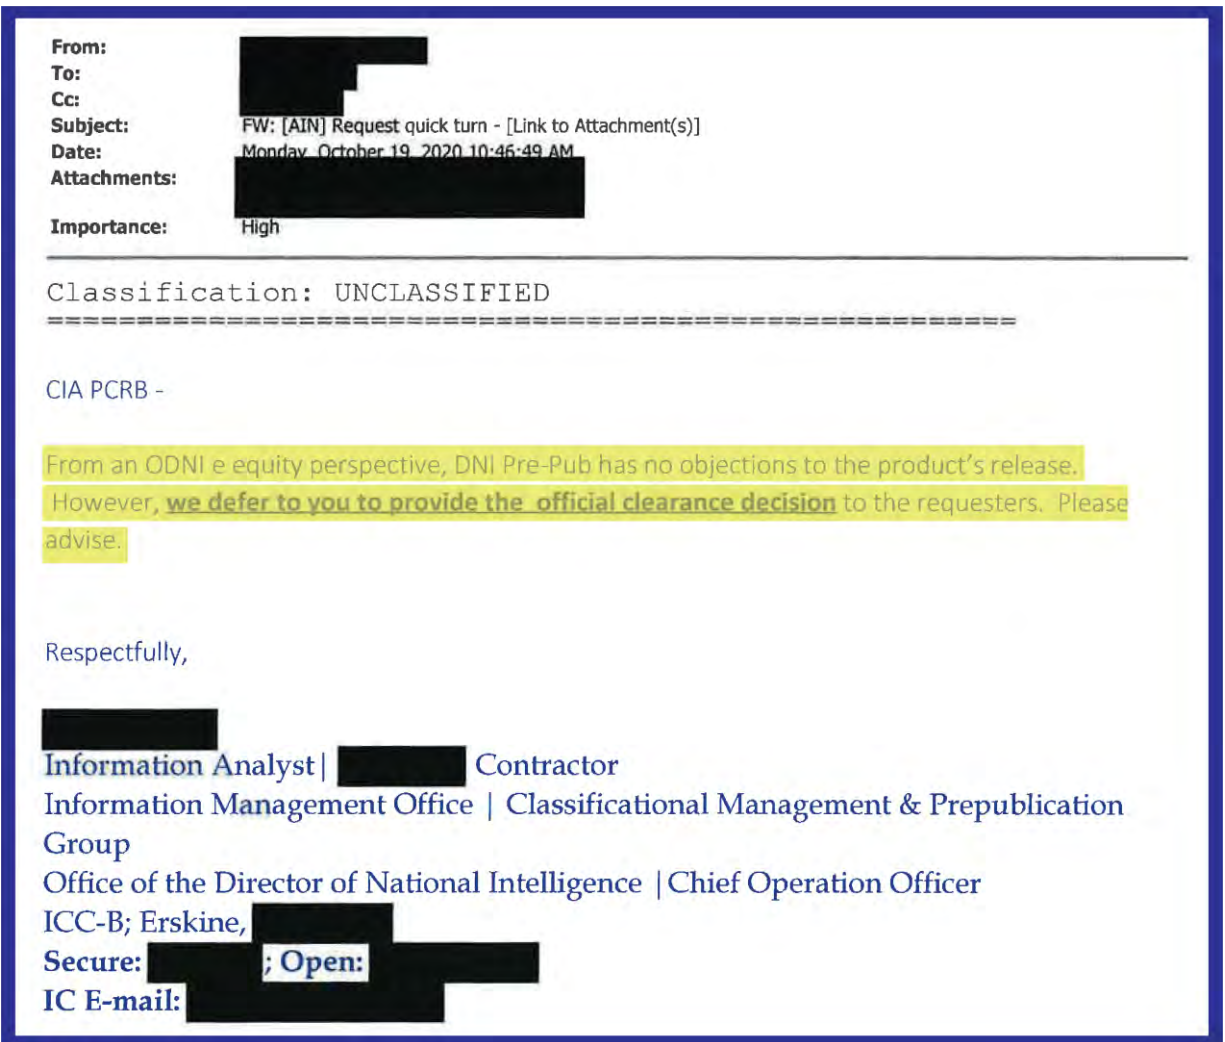 From:
To:
Cc:
Subject: FW: [AIN] Request quick turn - [Link to Attachment(s)]
Date: Monday, October 19, 2020 10:46:49 AM
Attachments:
Importance: High
Classification: UNCLASSIFIED
======================================================
CIA PCRB -
From an ODNI e equity perspective, DNI Pre-Pub has no objections to the product's release.
However, we defer to you to provide the official clearance decision to the requesters. Please
advise.
Respectfully,
Information Analyst| Contractor
Information Management Office | Classificational Management & Prepublication
Group
Office of the Director of National Intelligence |Chief Operation Officer
ICC-B; Erskine,
Secure: ; Open:
IC E-mail: